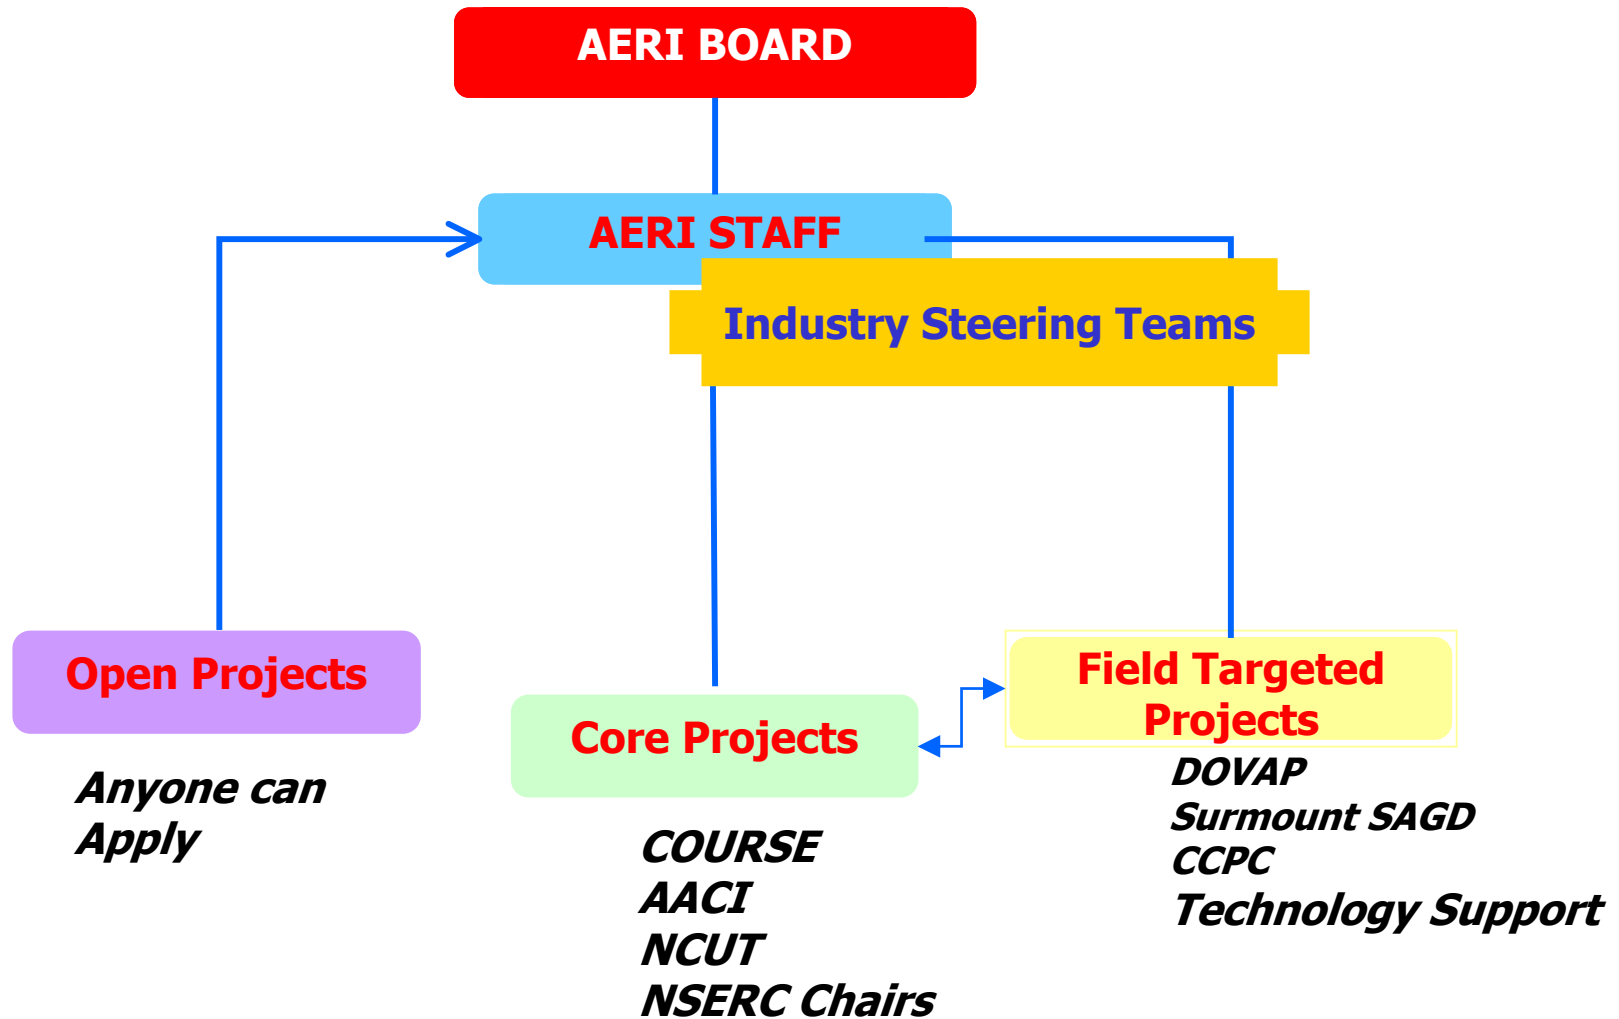 AERI BOARD
AERI STAFF
Industry Steering Teams
Open Projects
Anyone can
Apply
Core Projects
COURSE
AACI
NCUT
NSERC Chairs
Field Targeted
Projects
DOVAP
Surmount SAGD
CCPC
Technology Support